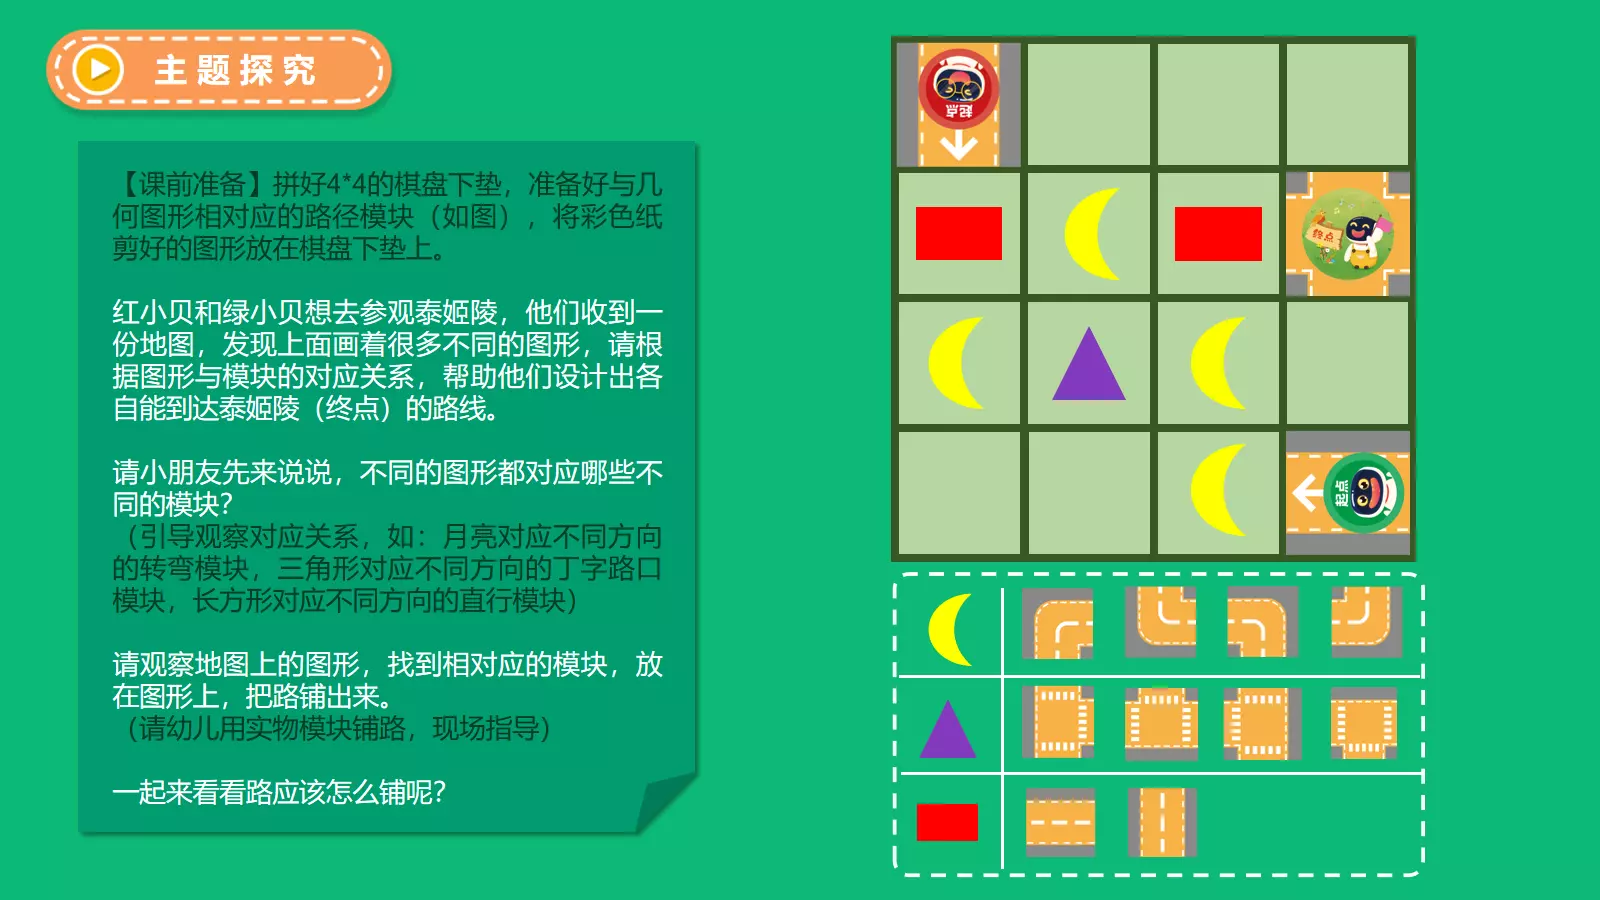 主题探究
【课前准备】拼好4*4的棋盘下垫，准备好与几
何图形相对应的路径模块（如图），将彩色纸
剪好的图形放在棋盘下垫上。
红小贝和绿小贝想去参观泰姬陵，他们收到一
份地图，发现上面画着很多不同的图形，请根
据图形与模块的对应关系，帮助他们设计出各
自能到达泰姬陵（终点）的路线。
请小朋友先来说说，不同的图形都对应哪些不
同的模块？
（引导观察对应关系，如：月亮对应不同方向
的转弯模块，三角形对应不同方向的丁字路口
模块，长方形对应不同方向的直行模块）
请观察地图上的图形，找到相对应的模块，放
在图形上，把路铺出来。
（请幼儿用实物模块铺路，现场指导）
一起来看看路应该怎么铺呢？
起点
终点
起点